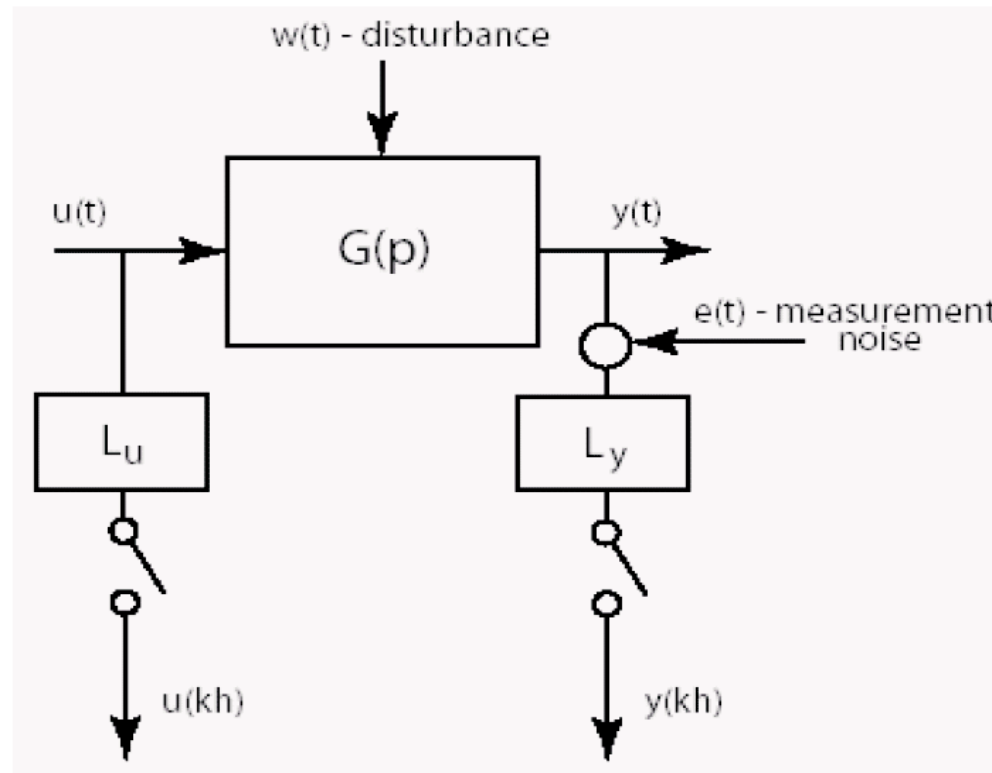 w(t) - disturbance
u(t)
G(p)
y(t)
e(t) - measurement
noise
Lu
Ly
u(kh)
y(kh)